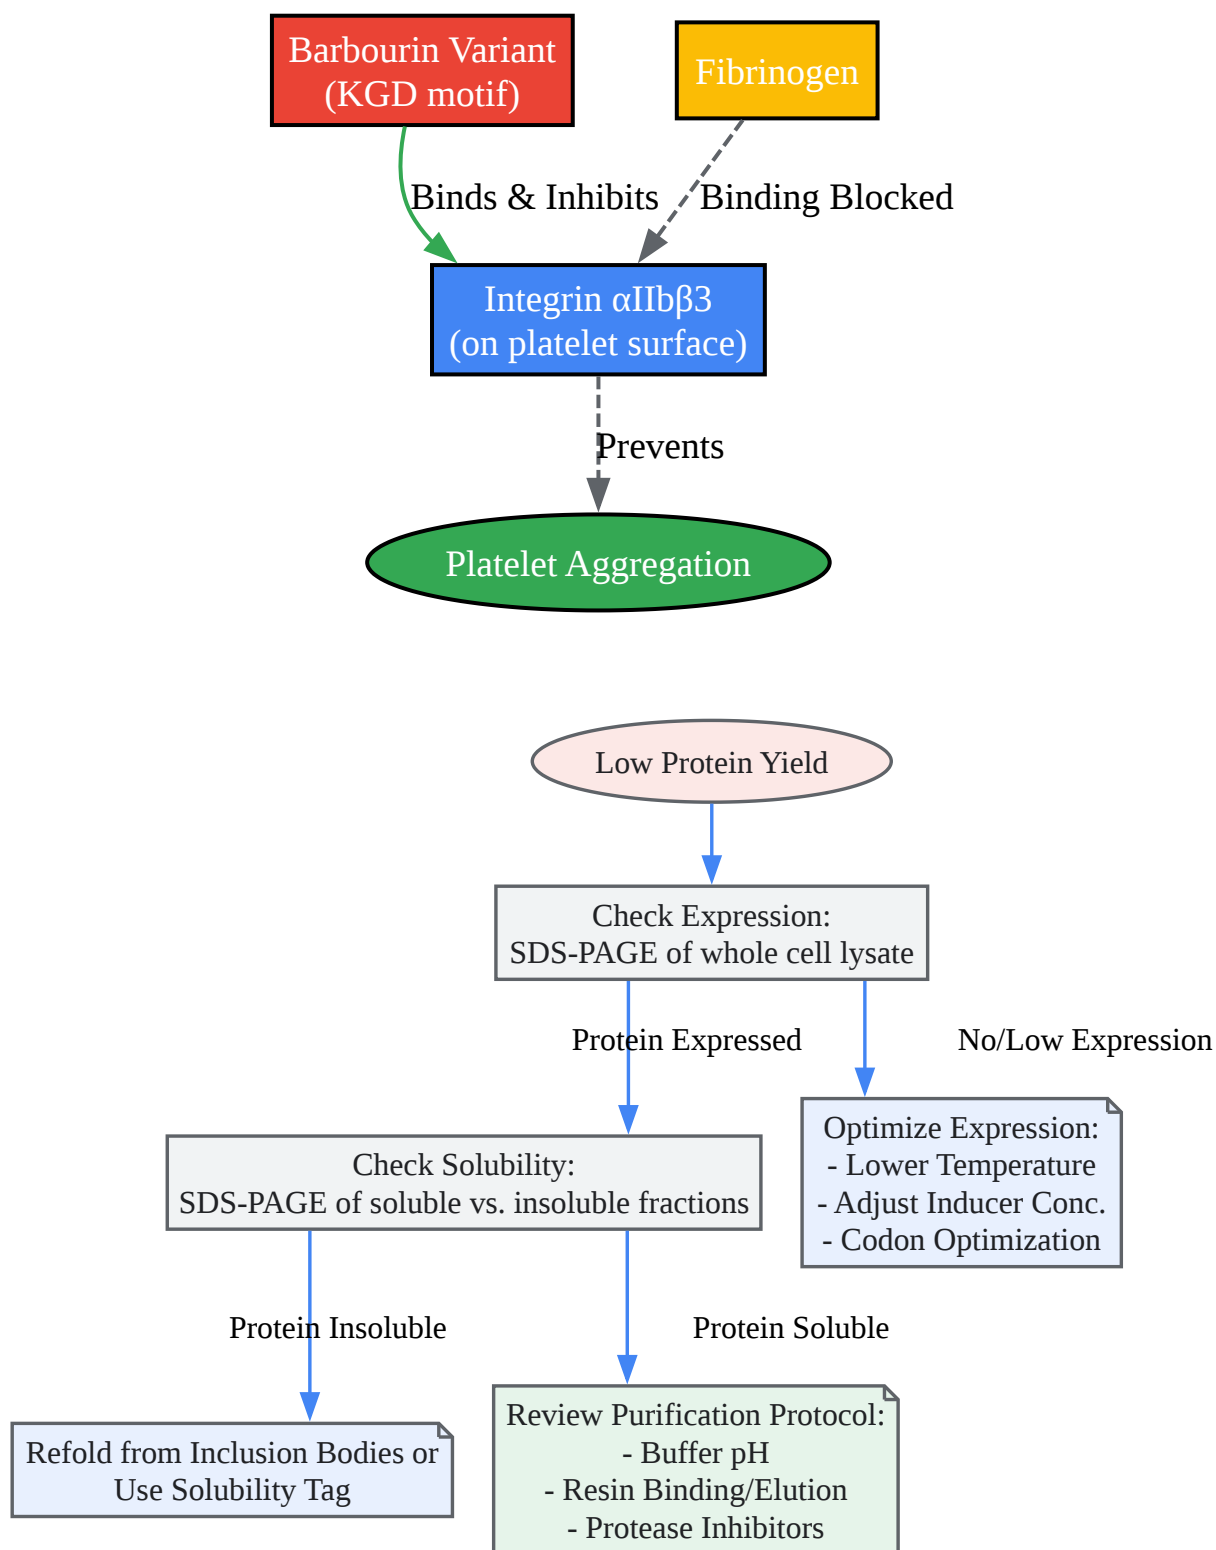 Barbourin Variant
(KGD motif)
Fibrinogen
Binds & Inhibits
Binding Blocked
Integrin αIIbβ3
(on platelet surface)
Prevents
Platelet Aggregation
Low Protein Yield
Check Expression:
SDS-PAGE of whole cell lysate
Protein Expressed
No/Low Expression
Optimize Expression:
- Lower Temperature
- Adjust Inducer Conc.
- Codon Optimization
Check Solubility:
SDS-PAGE of soluble vs. insoluble fractions
Protein Insoluble
Protein Soluble
Refold from Inclusion Bodies or
Use Solubility Tag
Review Purification Protocol:
- Buffer pH
- Resin Binding/Elution
- Protease Inhibitors